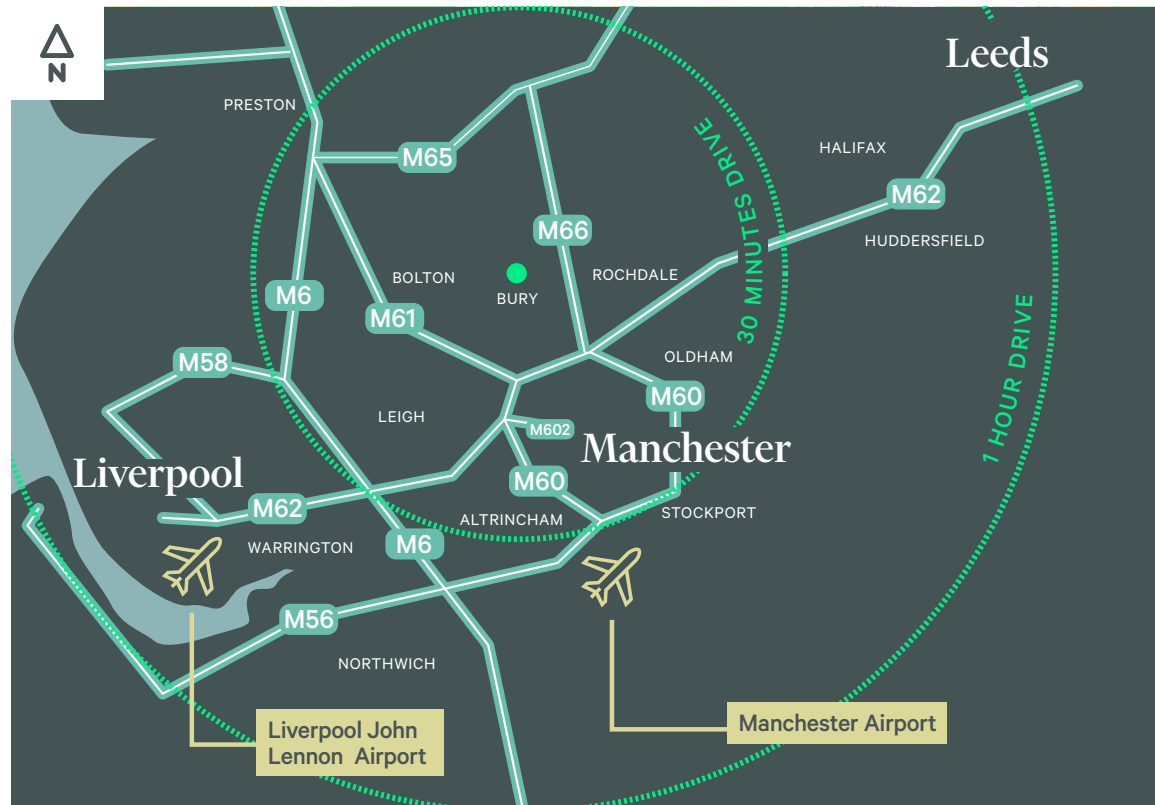 N
Leeds
PRESTON
30 MINUTES DRIVE
HALIFAX
M65
M62
M66
HUDDERSFIELD
BOLTON
ROCHDALE
BURY
M6
M61
1 HOUR DRIVE
M58
OLDHAM
M60
LEIGH
M602
Manchester
Liverpool
M60
M62
ALTRINCHAM
STOCKPORT
WARRINGTON
M6
M56
NORTHWICH
Liverpool John
Lennon Airport
Manchester Airport